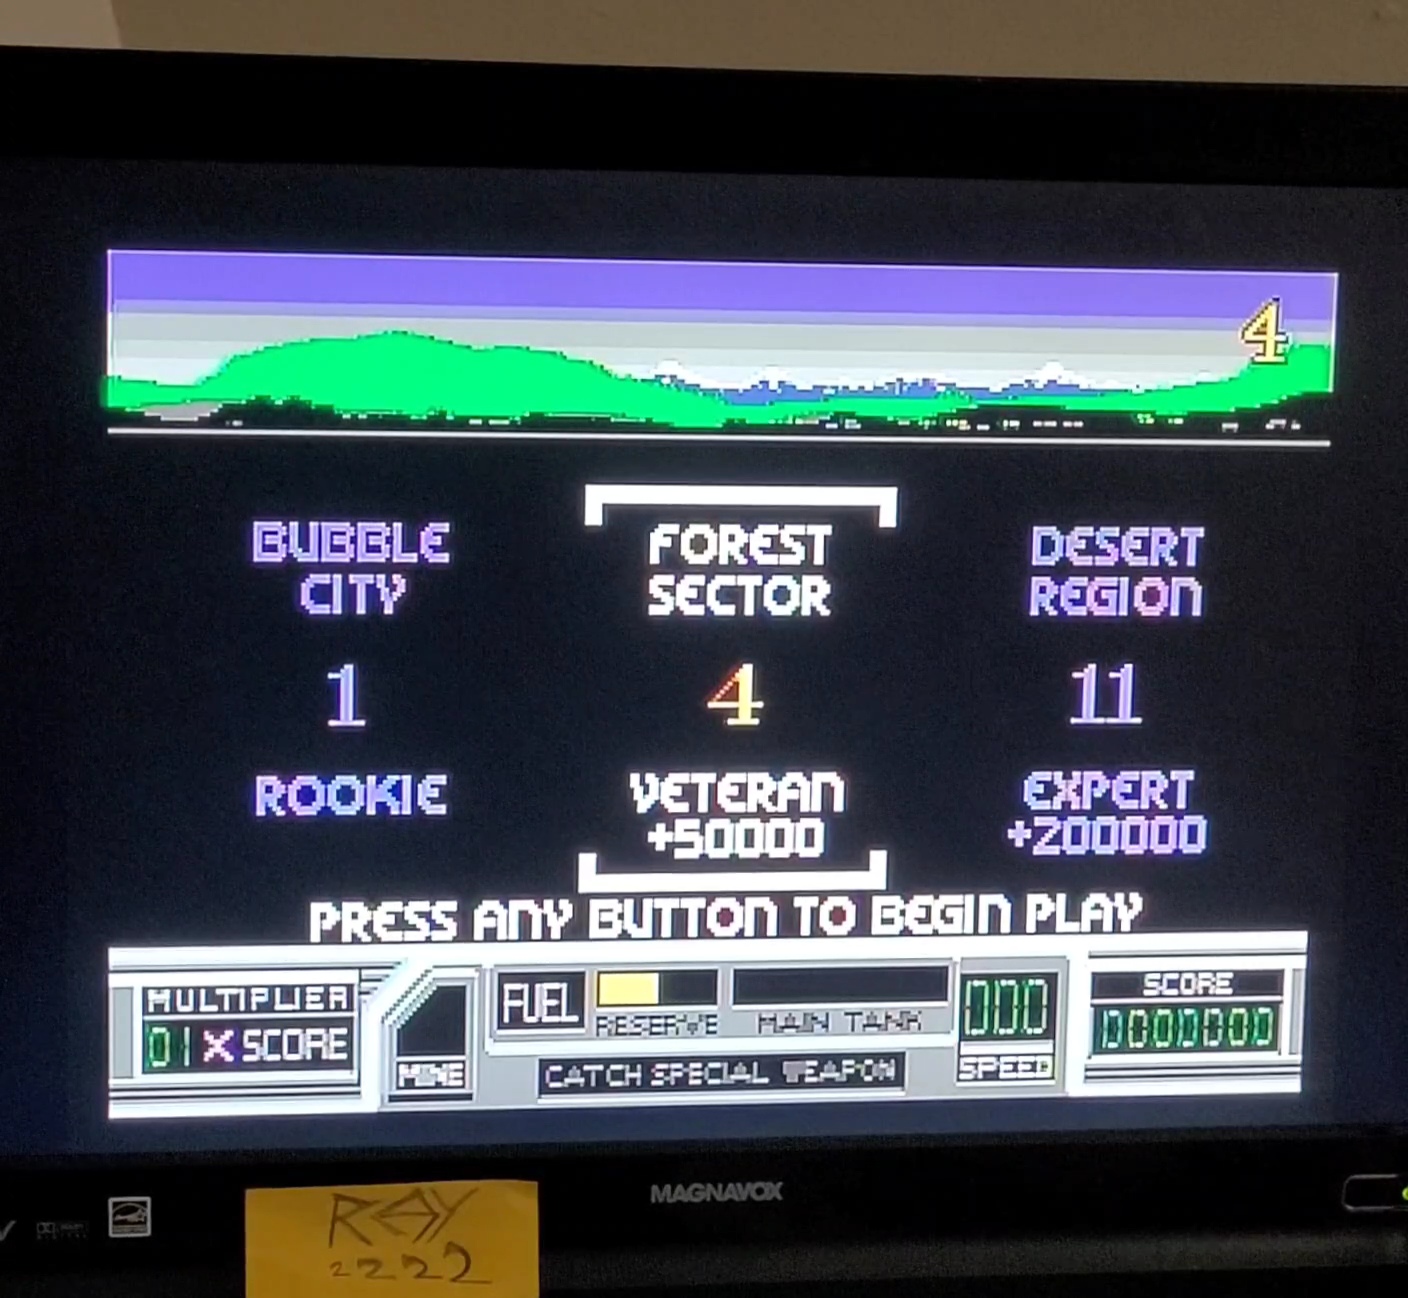 4
BUBBLE
CITY
FOREST
SECTOR
DESERT
REGION
1
4
11
ROOKIE
VETERAN
+50000
EXPERT
+200000
PRESS ANY BUTTON TO BEGIN PLAY
MULTIPLIER
01 X SCORE
MINE
FUEL
RESERVE
MAIN TANK
CATCH SPECIAL WEAPON
000
SPEED
SCORE
0000000
MAGNAVOX
RAY
2222